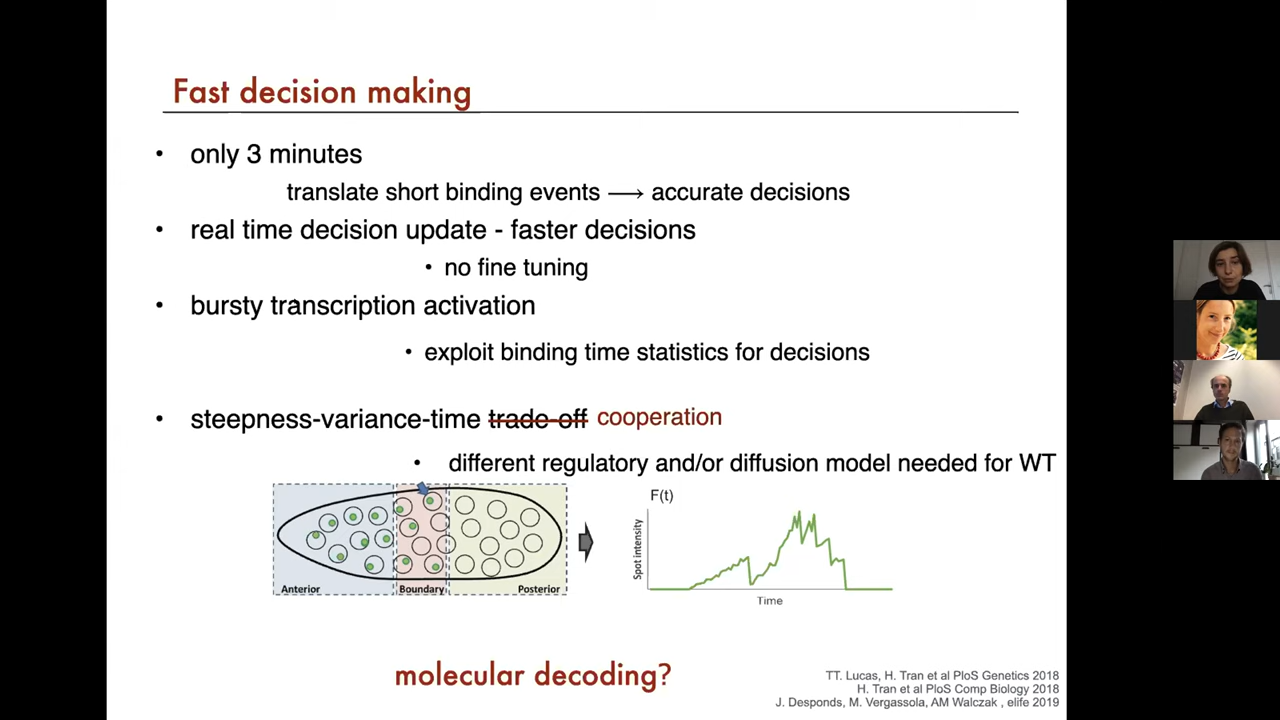 Fast decision making
• only 3 minutes
translate short binding events → accurate decisions
• real time decision update - faster decisions
• no fine tuning
• bursty transcription activation
• exploit binding time statistics for decisions
• steepness-variance-time trade-off cooperation
• different regulatory and/or diffusion model needed for WT
Anterior
Boundary
Posterior
F(t)
Spot intensity
Time
molecular decoding?
TT. Lucas, H. Tran et al PloS Genetics 2018
H. Tran et al PloS Comp Biology 2018
J. Desponds, M. Vergassola, AM Walczak , elife 2019